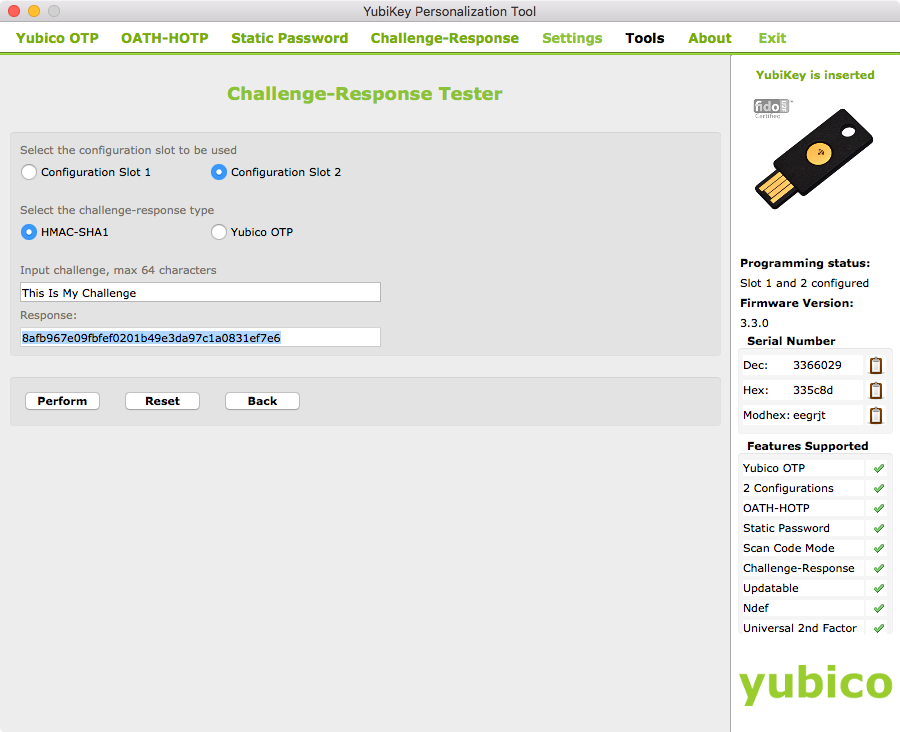 YubiKey Personalization Tool
Yubico OTP OATH-HOTP Static Password Challenge-Response Settings Tools About Exit
Challenge-Response Tester
Select the configuration slot to be used
Configuration Slot 1 Configuration Slot 2
Select the challenge-response type
HMAC-SHA1 Yubico OTP
Input challenge, max 64 characters
This Is My Challenge
Response:
8afb967e09fbfef0201b49e3da97c1a0831ef7e6
Perform Reset Back
YubiKey is inserted
fido
Certified
Programming status:
Slot 1 and 2 configured
Firmware Version:
3.3.0
Serial Number
Dec: 3366029
Hex: 335c8d
Modhex: eegrjt
Features Supported
Yubico OTP
2 Configurations
OATH-HOTP
Static Password
Scan Code Mode
Challenge-Response
Updatable
Ndef
Universal 2nd Factor
yubico